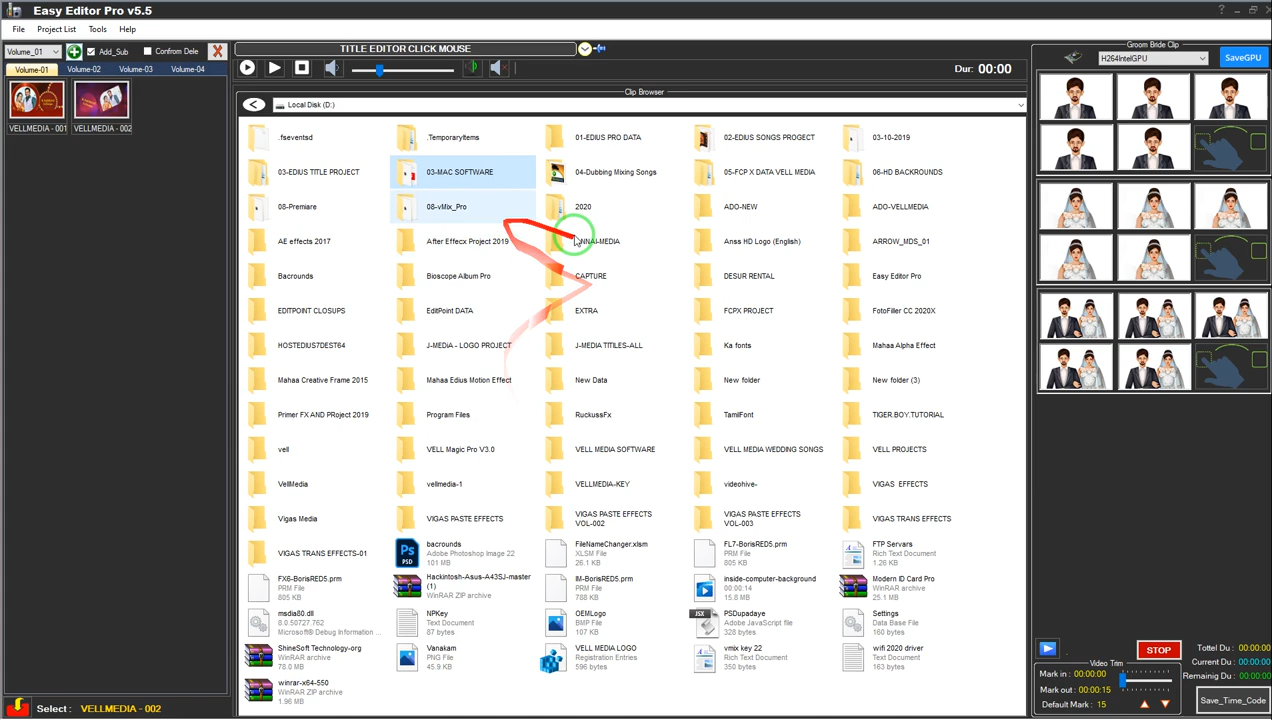 Easy Editor Pro v5.5
File Project List Tools Help
Volume_01 Add_Sub Confrom Dele
Volume-01 Volume-02 Volume-03 Volume-04
VELLMEDIA - 001 VELLMEDIA - 002
TITLE EDITOR CLICK MOUSE
Dur: 00:00
Clip Browser
Local Disk (D:)
.fseventsd .TemporaryItems 01-EDIUS PRO DATA 02-EDIUS SONGS PROGECT 03-10-2019
03-EDIUS TITLE PROJECT 03-MAC SOFTWARE 04-Dubbing Mixing Songs 05-FCP X DATA VELL MEDIA 06-HD BACKROUNDS
08-Premiare 08-vMix_Pro 2020 ADO-NEW ADO-VELLMEDIA
AE effects 2017 After Effecx Project 2019 NNAI-MEDIA Anss HD Logo (English) ARROW_MDS_01
Bacrounds Bioscope Album Pro CAPTURE DESUR RENTAL Easy Editor Pro
EDITPOINT CLOSUPS EditPoint DATA EXTRA FCPX PROJECT FotoFiller CC 2020X
HOSTEDIUS7DEST64 J-MEDIA - LOGO PROJECT J-MEDIA TITILES-ALL Ka fonts Mahaa Alpha Effect
Mahaa Creative Frame 2015 Mahaa Edius Motion Effect New Data New folder New folder (3)
Primer FX AND PRoject 2019 Program Files RuckussFx TamilFont TIGER.BOY.TUTORIAL
vell VELL Magic Pro V3.0 VELL MEDIA SOFTWARE VELL MEDIA WEDDING SONGS VELL PROJECTS
VellMedia vellmedia-1 VELLMEDIA-KEY videohive- VIGAS EFFECTS
Vigas Media VIGAS PASTE EFFECTS VIGAS PASTE EFFECTS VOL-002 VIGAS PASTE EFFECTS VOL-003 VIGAS TRANS EFFECTS
VIGAS TRANS EFFECTS-01 bacrounds FileNameChanger.xlsm FL7-BorisRED5.prm FTP Servars
Adobe Photoshop Image 22 XLSM File PRM File Rich Text Document
101 MB 26.1 KB 805 KB 1.26 KB
FX6-BorisRED5.prm Hackintosh-Asus-A43SJ-master (1) IM-BorisRED5.prm inside-computer-background Modern ID Card Pro
PRM File WinRAR ZIP archive PRM File 00:00:14 WinRAR archive
805 KB 788 KB 15.8 MB 25.1 MB
msdia80.dll NPKey OEMLogo PSDupadaye Settings
8.0.50727.762 Text Document BMP File Adobe JavaScript file Data Base File
Microsoft® Debug Information ... 87 bytes 107 KB 328 bytes 160 bytes
ShineSoft Technology-org Vanakam VELL MEDIA LOGO vmix key 22 wifi 2020 driver
WinRAR archive PNG File Registration Entries Rich Text Document Text Document
78.0 MB 45.9 KB 596 bytes 350 bytes 163 bytes
winrar-x64-550
WinRAR ZIP archive
1.96 MB
PSD
JSX
Groom Bride Clip
H264IntelGPU SaveGPU
STOP
Tottel Du : 00:00:00
Current Du : 00:00:00
Remainig Du : 00:00:00
Video Trim
Mark in : 00:00:00
Mark out : 00:00:15
Default Mark : 15
Save_Time_Code
Select : VELLMEDIA - 002